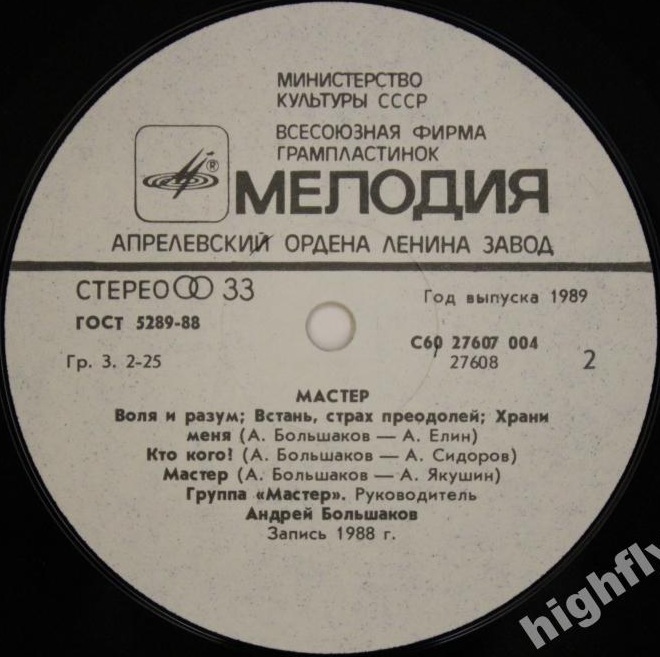 МИНИСТЕРСТВО
КУЛЬТУРЫ СССР
ВСЕСОЮЗНАЯ ФИРМА
ГРАМПЛАСТИНОК
®
МЕЛОДИЯ
АПРЕЛЕВСКИЙ ОРДЕНА ЛЕНИНА ЗАВОД
СТЕРЕО 33
Год выпуска 1989
ГОСТ 5289-88
С60 27607 004
Гр. 3. 2-25
27608
2
МАСТЕР
Воля и разум; Встань, страх преодолей; Храни
меня (А. Большаков — А. Елин)
Кто кого? (А. Большаков — А. Сидоров)
Мастер (А. Большаков — А. Якушин)
Группа «Мастер». Руководитель
Андрей Большаков
Запись 1988 г.
highfly